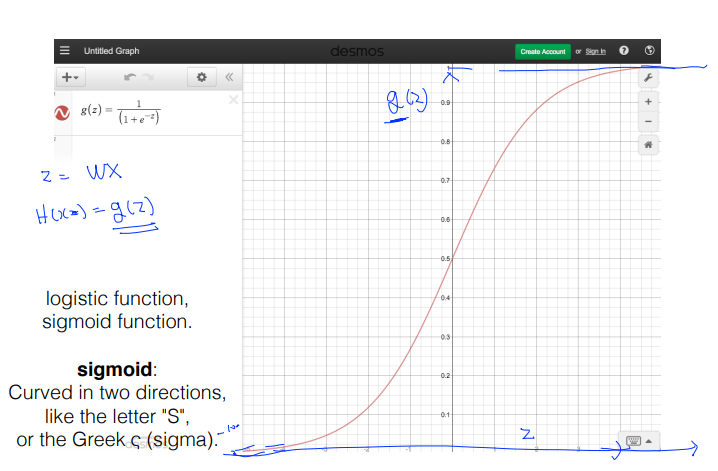 Untitled Graph
desmos
Create Account or Sign In
g(z) = 1 / (1 + e^-z)
g(z)
z = WX
H(x) = g(z)
logistic function,
sigmoid function.
sigmoid:
Curved in two directions,
like the letter "S",
or the Greek ς (sigma).
-100
0.9
0.8
0.7
0.6
0.5
0.4
0.3
0.2
0.1
z